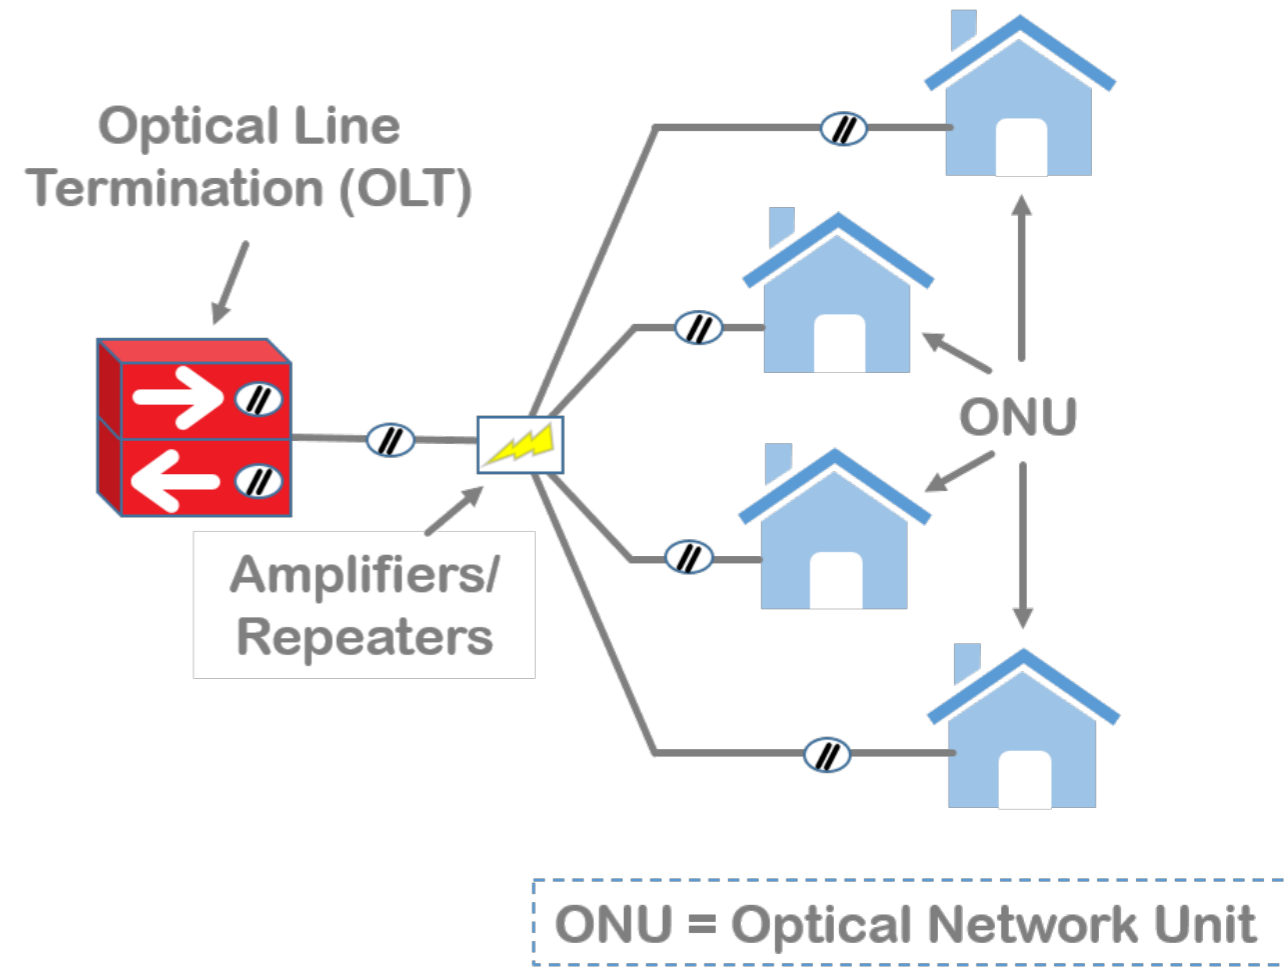 Optical Line
Termination (OLT)
ONU
Amplifiers/
Repeaters
ONU = Optical Network Unit